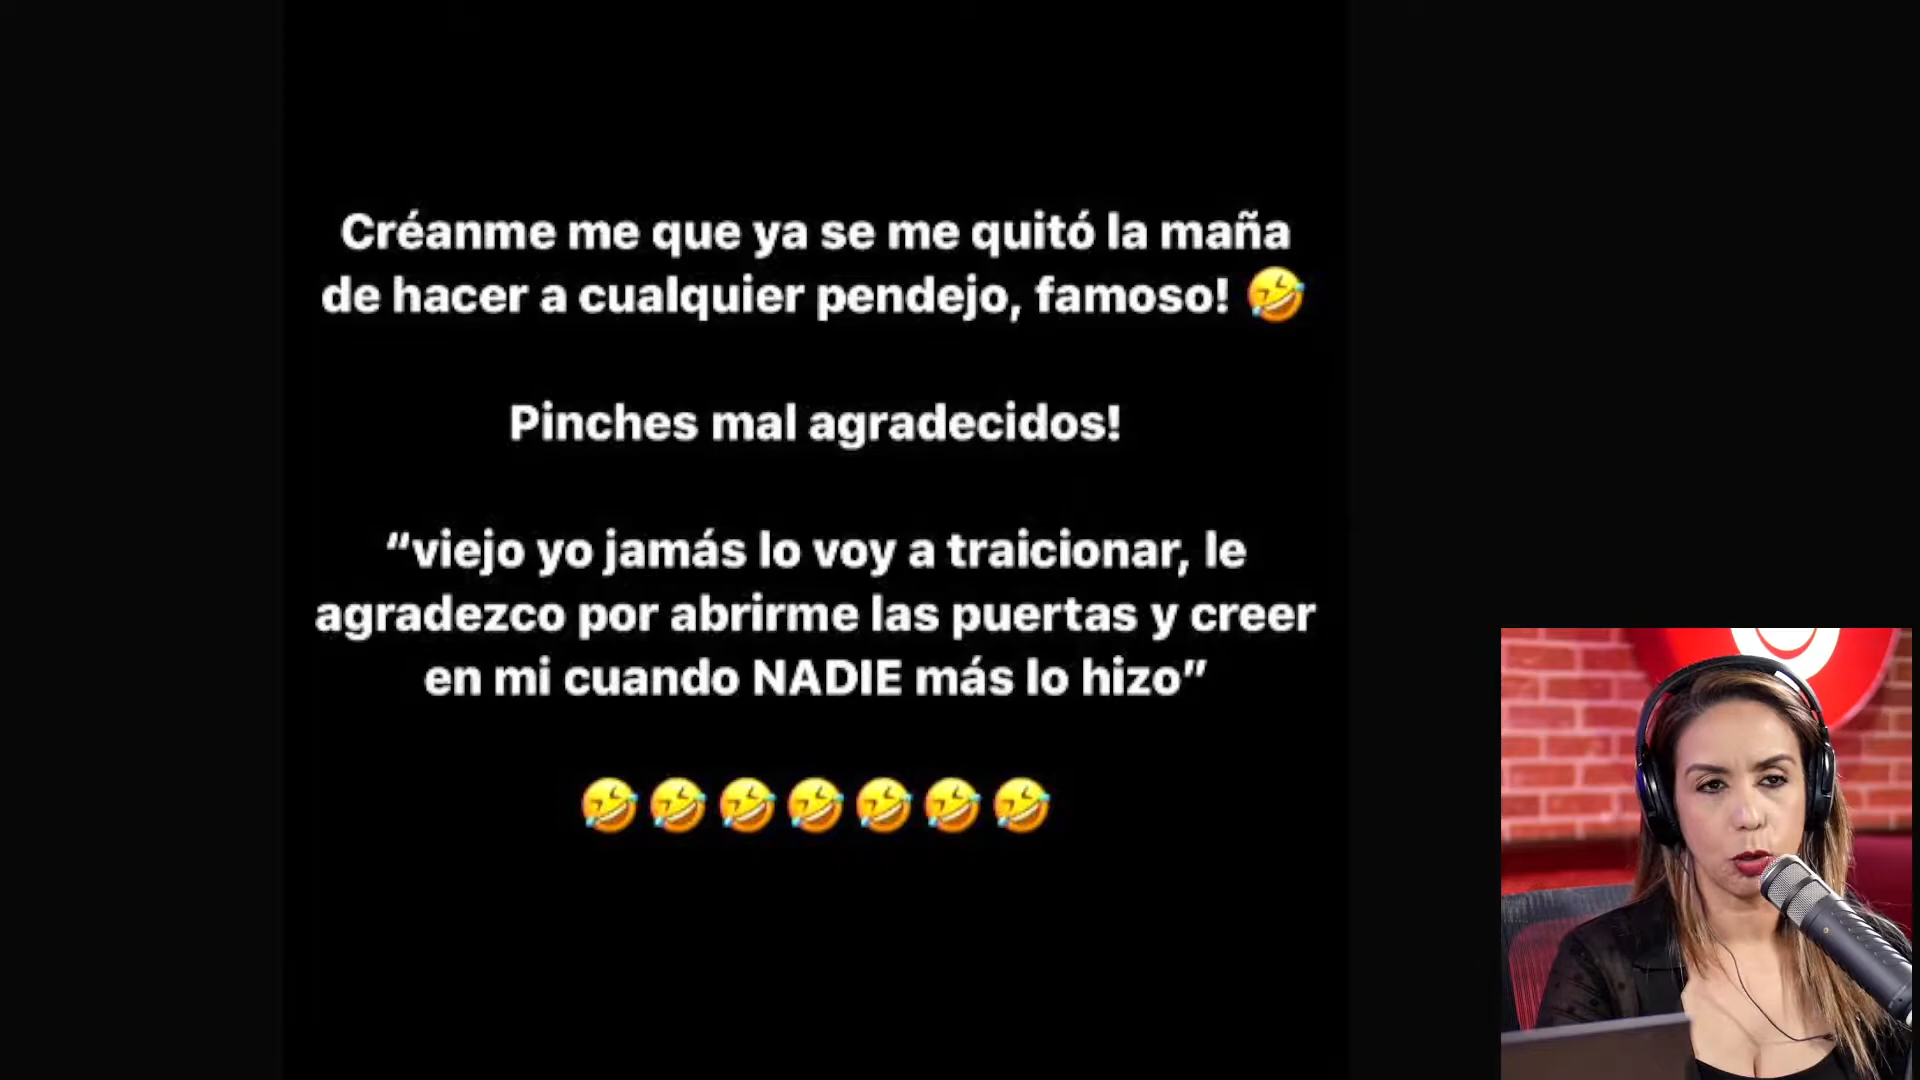 Créanme me que ya se me quitó la maña
de hacer a cualquier pendejo, famoso! 🤣
Pinches mal agradecidos!
“viejo yo jamás lo voy a traicionar, le
agradezco por abrirme las puertas y creer
en mi cuando NADIE más lo hizo”
🤣🤣🤣🤣🤣🤣🤣